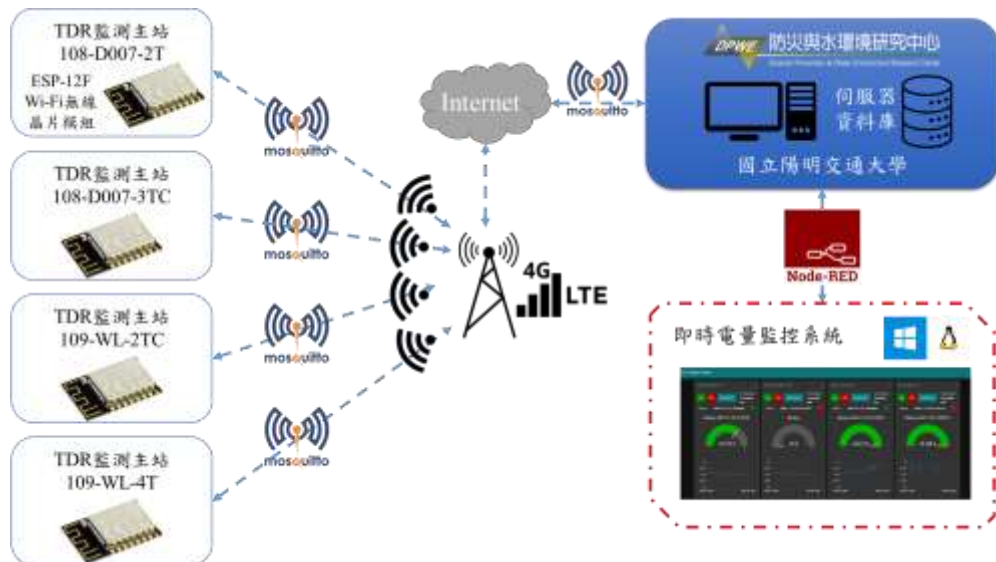 TDR監測主站
108-D007-2T
ESP-12F
Wi-Fi無線
晶片模組
mosquitto
TDR監測主站
108-D007-3TC
mosquitto
TDR監測主站
109-WL-2TC
mosquitto
TDR監測主站
109-WL-4T
mosquitto
Internet
mosquitto
4G
LTE
DPWE 防災與水環境研究中心
伺服器
資料庫
國立陽明交通大學
Node-RED
即時電量監控系統